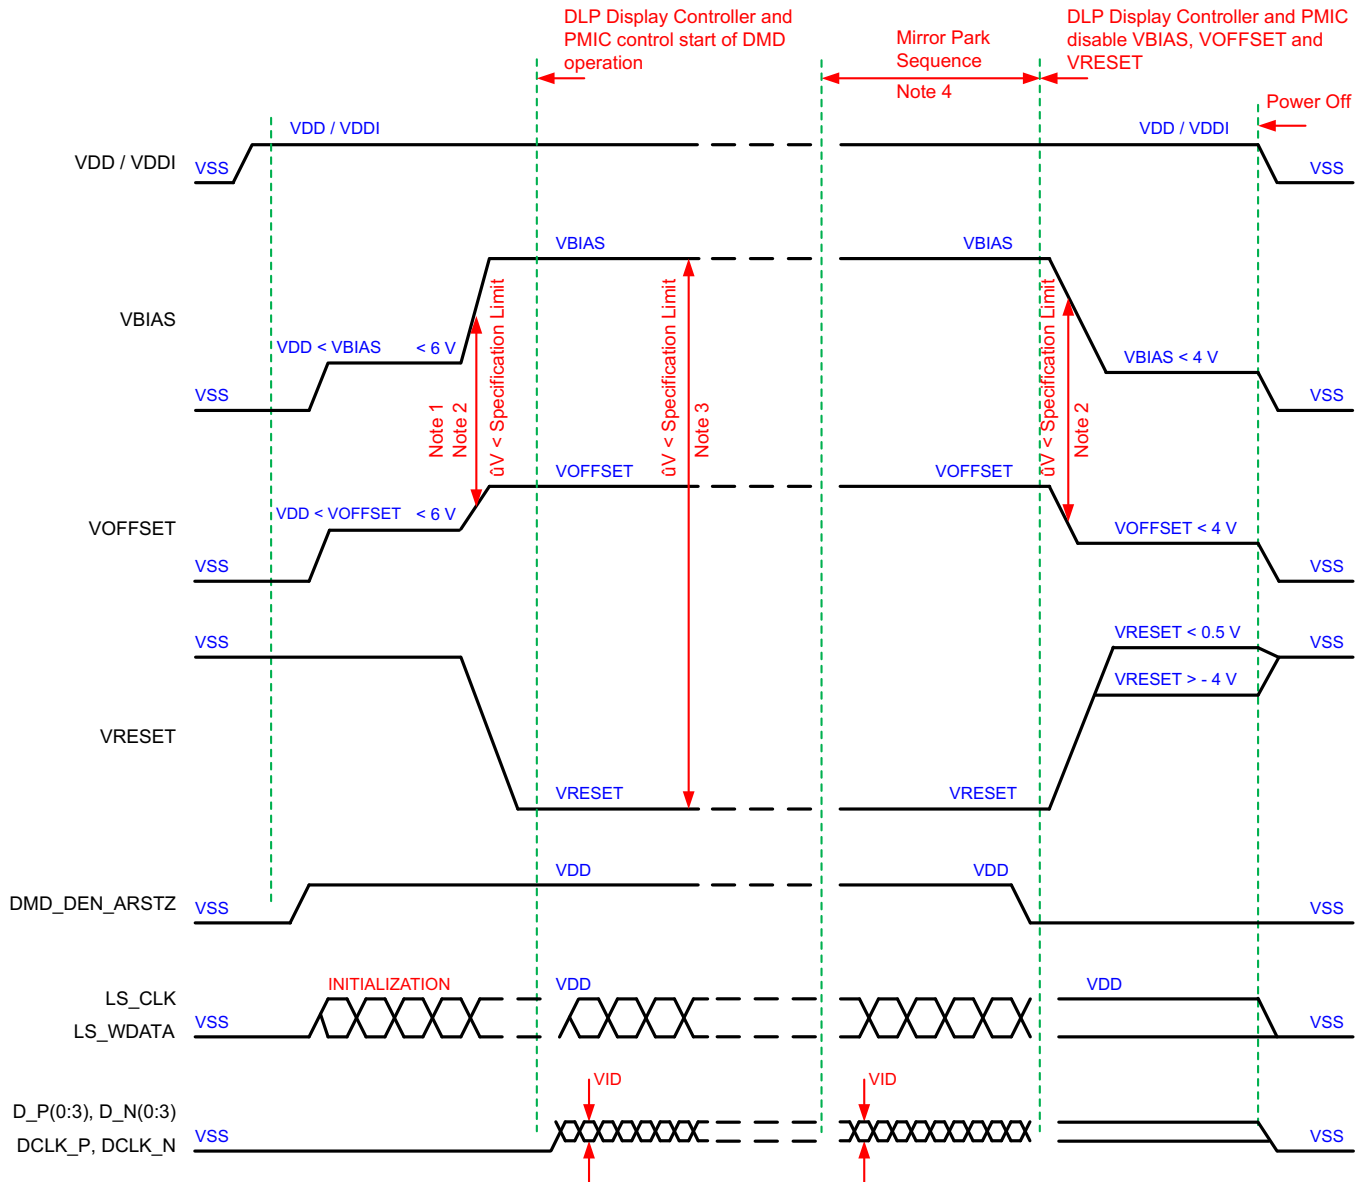 DLP Display Controller and
PMIC control start of DMD
operation
Mirror Park
Sequence
Note 4
DLP Display Controller and PMIC
disable VBIAS, VOFFSET and
VRESET
Power Off
VDD / VDDI
VSS
VDD / VDDI
VDD / VDDI
VSS
VBIAS
VSS
VDD < VBIAS
< 6 V
VBIAS
VBIAS
VBIAS < 4 V
VSS
Note 1
Note 2
ûV < Specification Limit
ûV < Specification Limit
Note 3
ûV < Specification Limit
Note 2
VOFFSET
VSS
VDD < VOFFSET
< 6 V
VOFFSET
VOFFSET
VOFFSET < 4 V
VSS
VRESET
VSS
VRESET
VRESET
VRESET < 0.5 V
VRESET > - 4 V
VSS
DMD_DEN_ARSTZ
VSS
VDD
VDD
VSS
LS_CLK
LS_WDATA
VSS
INITIALIZATION
VDD
VDD
VSS
D_P(0:3), D_N(0:3)
DCLK_P, DCLK_N
VSS
VID
VID
VSS